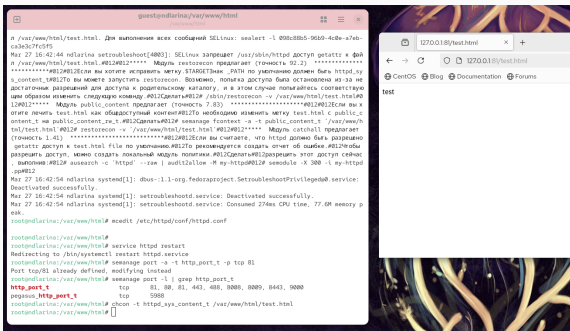 guest@ndlarina:/var/www/html
л /var/www/html/test.html. Для выполнения всех сообщений SELinux: sealert -l 098c88b5-96b9-4c0e-a7eb-
ca3e3c7fc5f5
Mar 27 16:42:44 ndlarina setroubleshoot[4003]: SELinux запрещает /usr/sbin/httpd доступ getattr к фай
л /var/www/html/test.html.#012#012***** Модуль restorecon предлагает (точность 92.2) **************
***********#012#012Если вы хотите исправить метку.$TARGETЗнак _PATH по умолчанию должен быть httpd_sy
s_content_t#012То вы можете запустить restorecon. Возможно, попытка доступа была остановлена из-за не
достаточных разрешений для доступа к родительскому каталогу, и в этом случае попытайтесь соответствую
щим образом изменить следующую команду.#012Сделать#012# /sbin/restorecon -v /var/www/html/test.html#0
12#012***** Модуль public_content предлагает (точность 7.83) **********************#012#012Если вы х
отите лечить test.html как общедоступный контент#012То необходимо изменить метку test.html с public_c
ontent_t на public_content_rw_t.#012Сделать#012# semanage fcontext -a -t public_content_t '/var/www/h
tml/test.html'#012# restorecon -v '/var/www/html/test.html'#012#012***** Модуль catchall предлагает
(точность 1.41) **************************#012#012Если вы считаете, что httpd должно быть разрешено
getattr доступ к test.html file по умолчанию.#012То рекомендуется создать отчет об ошибке.#012Чтобы
разрешить доступ, можно создать локальный модуль политики.#012Сделать#012разрешить этот доступ сейчас
, выполнив:#012# ausearch -c 'httpd' --raw | audit2allow -M my-httpd#012# semodule -X 300 -i my-httpd
.pp#012
Mar 27 16:42:54 ndlarina systemd[1]: dbus-:1.1-org.fedoraproject.SetroubleshootPrivileged@0.service:
Deactivated successfully.
Mar 27 16:42:54 ndlarina systemd[1]: setroubleshootd.service: Deactivated successfully.
Mar 27 16:42:54 ndlarina systemd[1]: setroubleshootd.service: Consumed 274ms CPU time, 77.6M memory p
eak.
root@ndlarina:/var/www/html# mcedit /etc/httpd/conf/httpd.conf
root@ndlarina:/var/www/html#
root@ndlarina:/var/www/html# service httpd restart
Redirecting to /bin/systemctl restart httpd.service
root@ndlarina:/var/www/html# semanage port -a -t http_port_t -p tcp 81
Port tcp/81 already defined, modifying instead
root@ndlarina:/var/www/html# semanage port -l | grep http_port_t
http_port_t tcp 81, 80, 81, 443, 488, 8008, 8009, 8443, 9000
pegasus_http_port_t tcp 5988
root@ndlarina:/var/www/html# chcon -t httpd_sys_content_t /var/www/html/test.html
root@ndlarina:/var/www/html#
127.0.0.1:81/test.html
127.0.0.1:81/test.html
CentOS Blog Documentation Forums
test